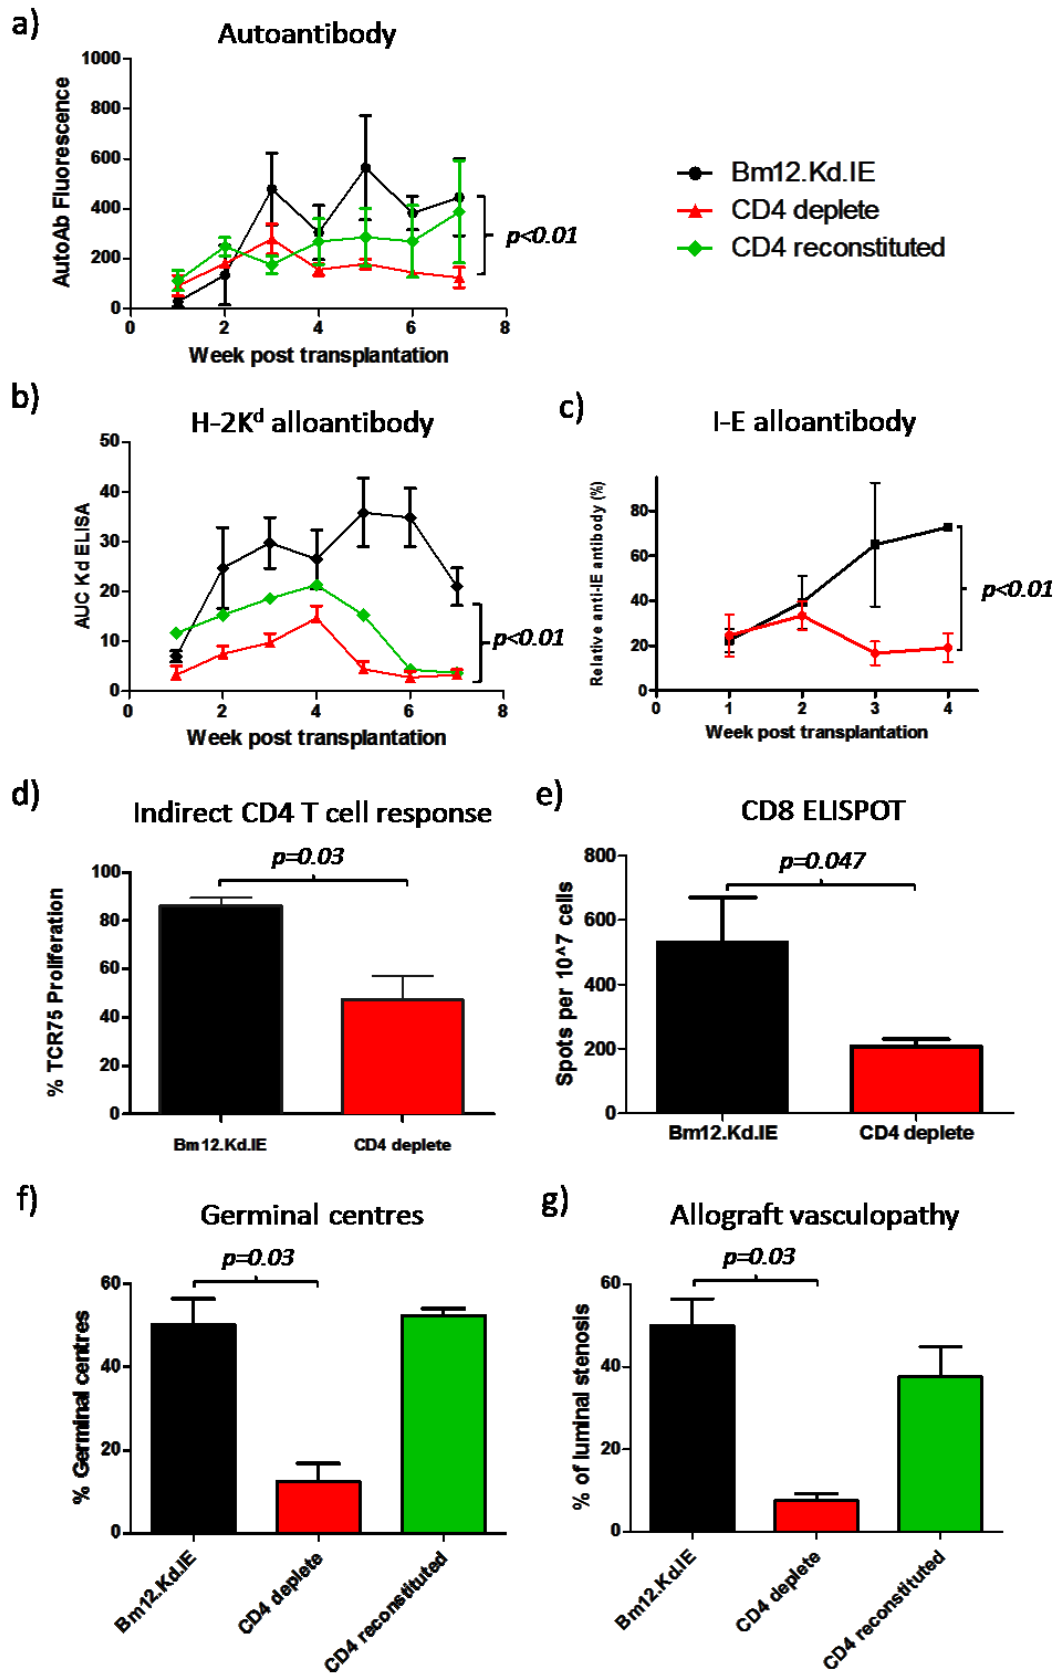 a)
Autoantibody
AutoAb Fluorescence
1000
800
600
400
200
0
0 2 4 6 8
Week post transplantation
p<0.01
Bm12.Kd.IE
CD4 deplete
CD4 reconstituted
b)
H-2Kd alloantibody
AUC Kd ELISA
50
40
30
20
10
0
0 2 4 6 8
Week post transplantation
p<0.01
c)
I-E alloantibody
Relative anti-IE antibody (%)
80
60
40
20
0
0 1 2 3 4
Week post transplantation
p<0.01
d)
Indirect CD4 T cell response
p=0.03
% TCR75 Proliferation
100
80
60
40
20
0
Bm12.Kd.IE CD4 deplete
e)
CD8 ELISPOT
p=0.047
Spots per 10^7 cells
800
600
400
200
0
Bm12.Kd.IE CD4 deplete
f)
Germinal centres
p=0.03
% Germinal centres
60
40
20
0
Bm12.Kd.IE
CD4 deplete
CD4 reconstituted
g)
Allograft vasculopathy
p=0.03
% of luminal stenosis
60
40
20
0
Bm12.Kd.IE
CD4 deplete
CD4 reconstituted